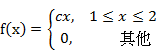 f(x) = { cx, 1 ≤ x ≤ 2
0, 其他